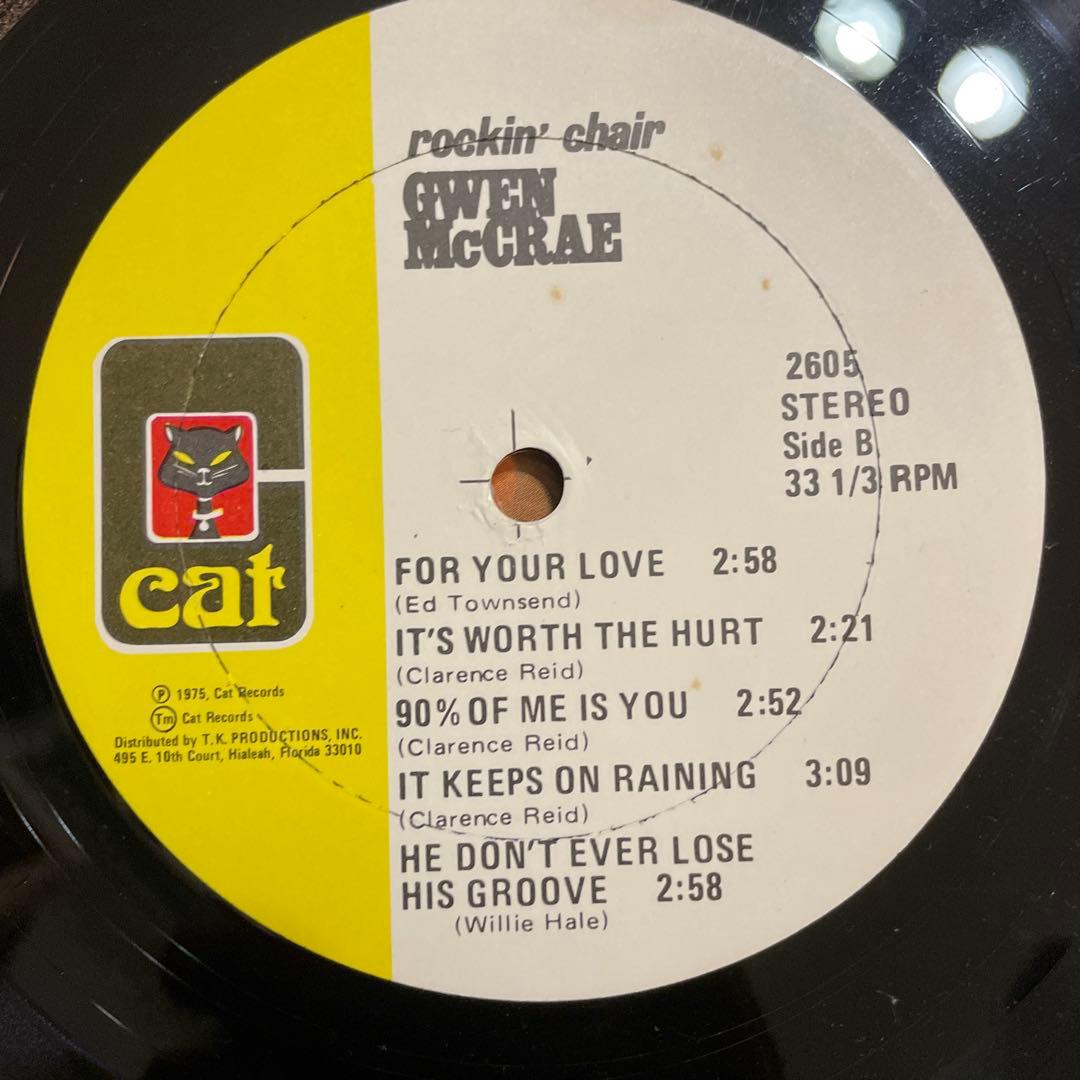 rockin' chair
GWEN
McCRAE
2605
STEREO
Side B
33 1/3 RPM
cat
Ⓟ 1975, Cat Records
Tm Cat Records
Distributed by T.K. PRODUCTIONS, INC.
495 E. 10th Court, Hialeah, Florida 33010
FOR YOUR LOVE 2:58
(Ed Townsend)
IT'S WORTH THE HURT 2:21
(Clarence Reid)
90% OF ME IS YOU 2:52
(Clarence Reid)
IT KEEPS ON RAINING 3:09
(Clarence Reid)
HE DON'T EVER LOSE
HIS GROOVE 2:58
(Willie Hale)